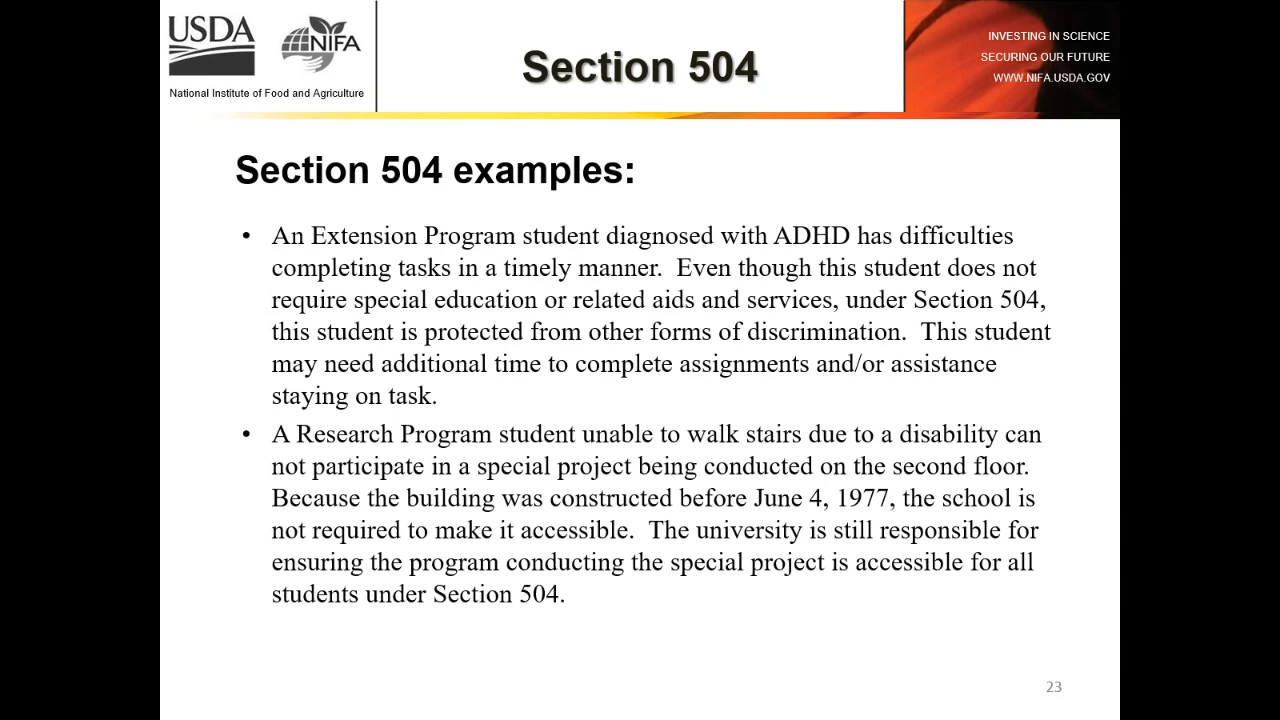 USDA
NIFA
National Institute of Food and Agriculture
Section 504
INVESTING IN SCIENCE
SECURING OUR FUTURE
WWW.NIFA.USDA.GOV
Section 504 examples:
• An Extension Program student diagnosed with ADHD has difficulties
completing tasks in a timely manner.  Even though this student does not
require special education or related aids and services, under Section 504,
this student is protected from other forms of discrimination.  This student
may need additional time to complete assignments and/or assistance
staying on task.
• A Research Program student unable to walk stairs due to a disability can
not participate in a special project being conducted on the second floor.
Because the building was constructed before June 4, 1977, the school is
not required to make it accessible.  The university is still responsible for
ensuring the program conducting the special project is accessible for all
students under Section 504.
23